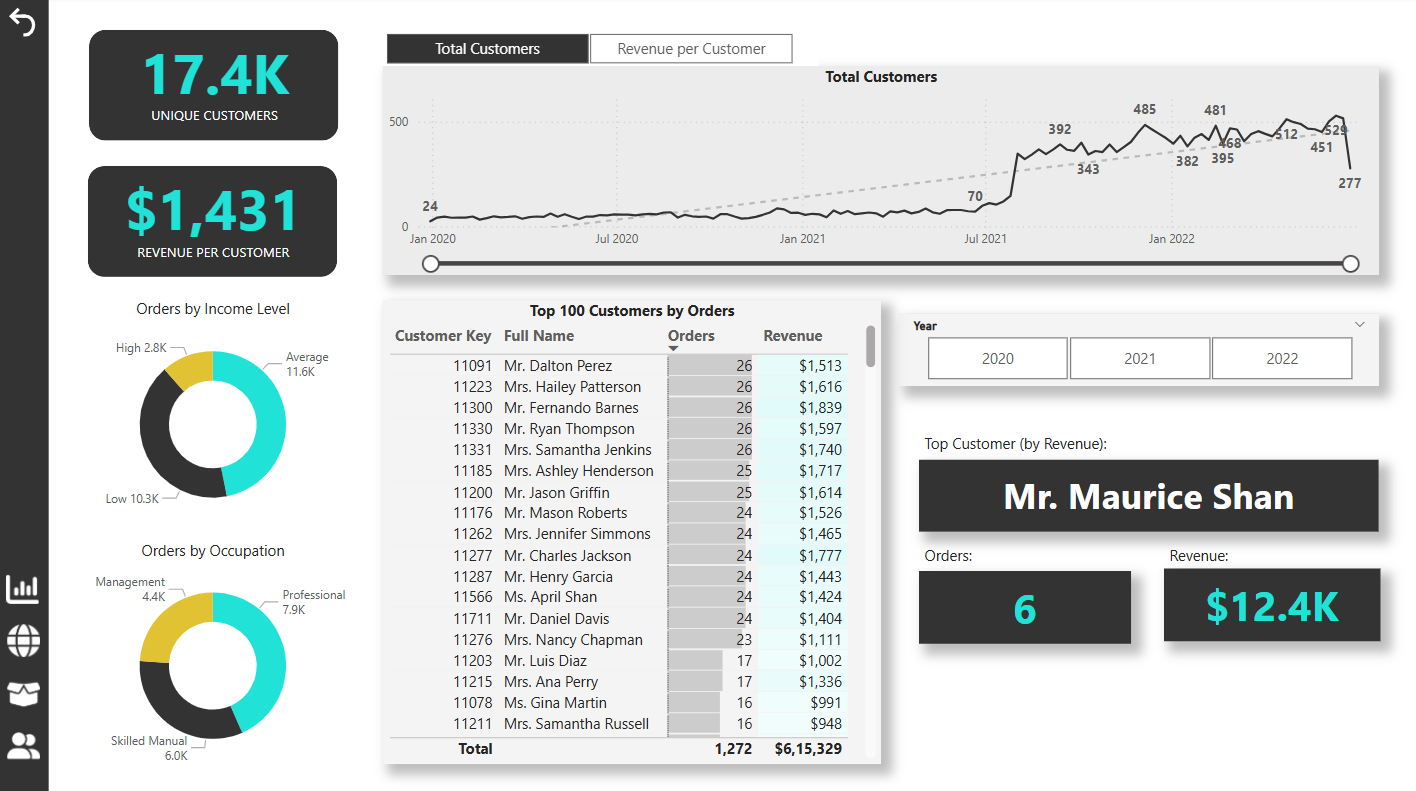 17.4K
UNIQUE CUSTOMERS
$1,431
REVENUE PER CUSTOMER
Orders by Income Level
High 2.8K
Average
11.6K
Low 10.3K
Orders by Occupation
Management
4.4K
Professional
7.9K
Skilled Manual
6.0K
Total Customers
Revenue per Customer
Total Customers
500
0
24
70
392
343
485
382
481
395
468
512
451
529
277
Jan 2020
Jul 2020
Jan 2021
Jul 2021
Jan 2022
Top 100 Customers by Orders
Customer Key Full Name Orders Revenue
11091 Mr. Dalton Perez 26 $1,513
11223 Mrs. Hailey Patterson 26 $1,616
11300 Mr. Fernando Barnes 26 $1,839
11330 Mr. Ryan Thompson 26 $1,597
11331 Mrs. Samantha Jenkins 26 $1,740
11185 Mrs. Ashley Henderson 25 $1,717
11200 Mr. Jason Griffin 25 $1,614
11176 Mr. Mason Roberts 24 $1,526
11262 Mrs. Jennifer Simmons 24 $1,465
11277 Mr. Charles Jackson 24 $1,777
11287 Mr. Henry Garcia 24 $1,443
11566 Ms. April Shan 24 $1,424
11711 Mr. Daniel Davis 24 $1,404
11276 Mrs. Nancy Chapman 23 $1,111
11203 Mr. Luis Diaz 17 $1,002
11215 Mrs. Ana Perry 17 $1,336
11078 Ms. Gina Martin 16 $991
11211 Mrs. Samantha Russell 16 $948
Total 1,272 $6,15,329
Year
2020
2021
2022
Top Customer (by Revenue):
Mr. Maurice Shan
Orders:
6
Revenue:
$12.4K